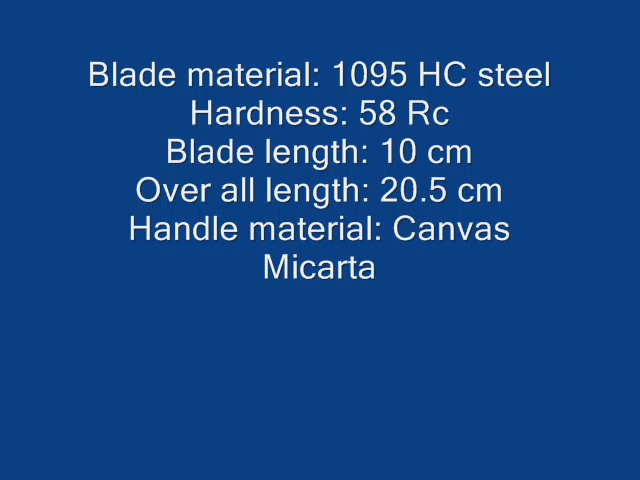 Blade material: 1095 HC steel
Hardness: 58 Rc
Blade length: 10 cm
Over all length: 20.5 cm
Handle material: Canvas
Micarta